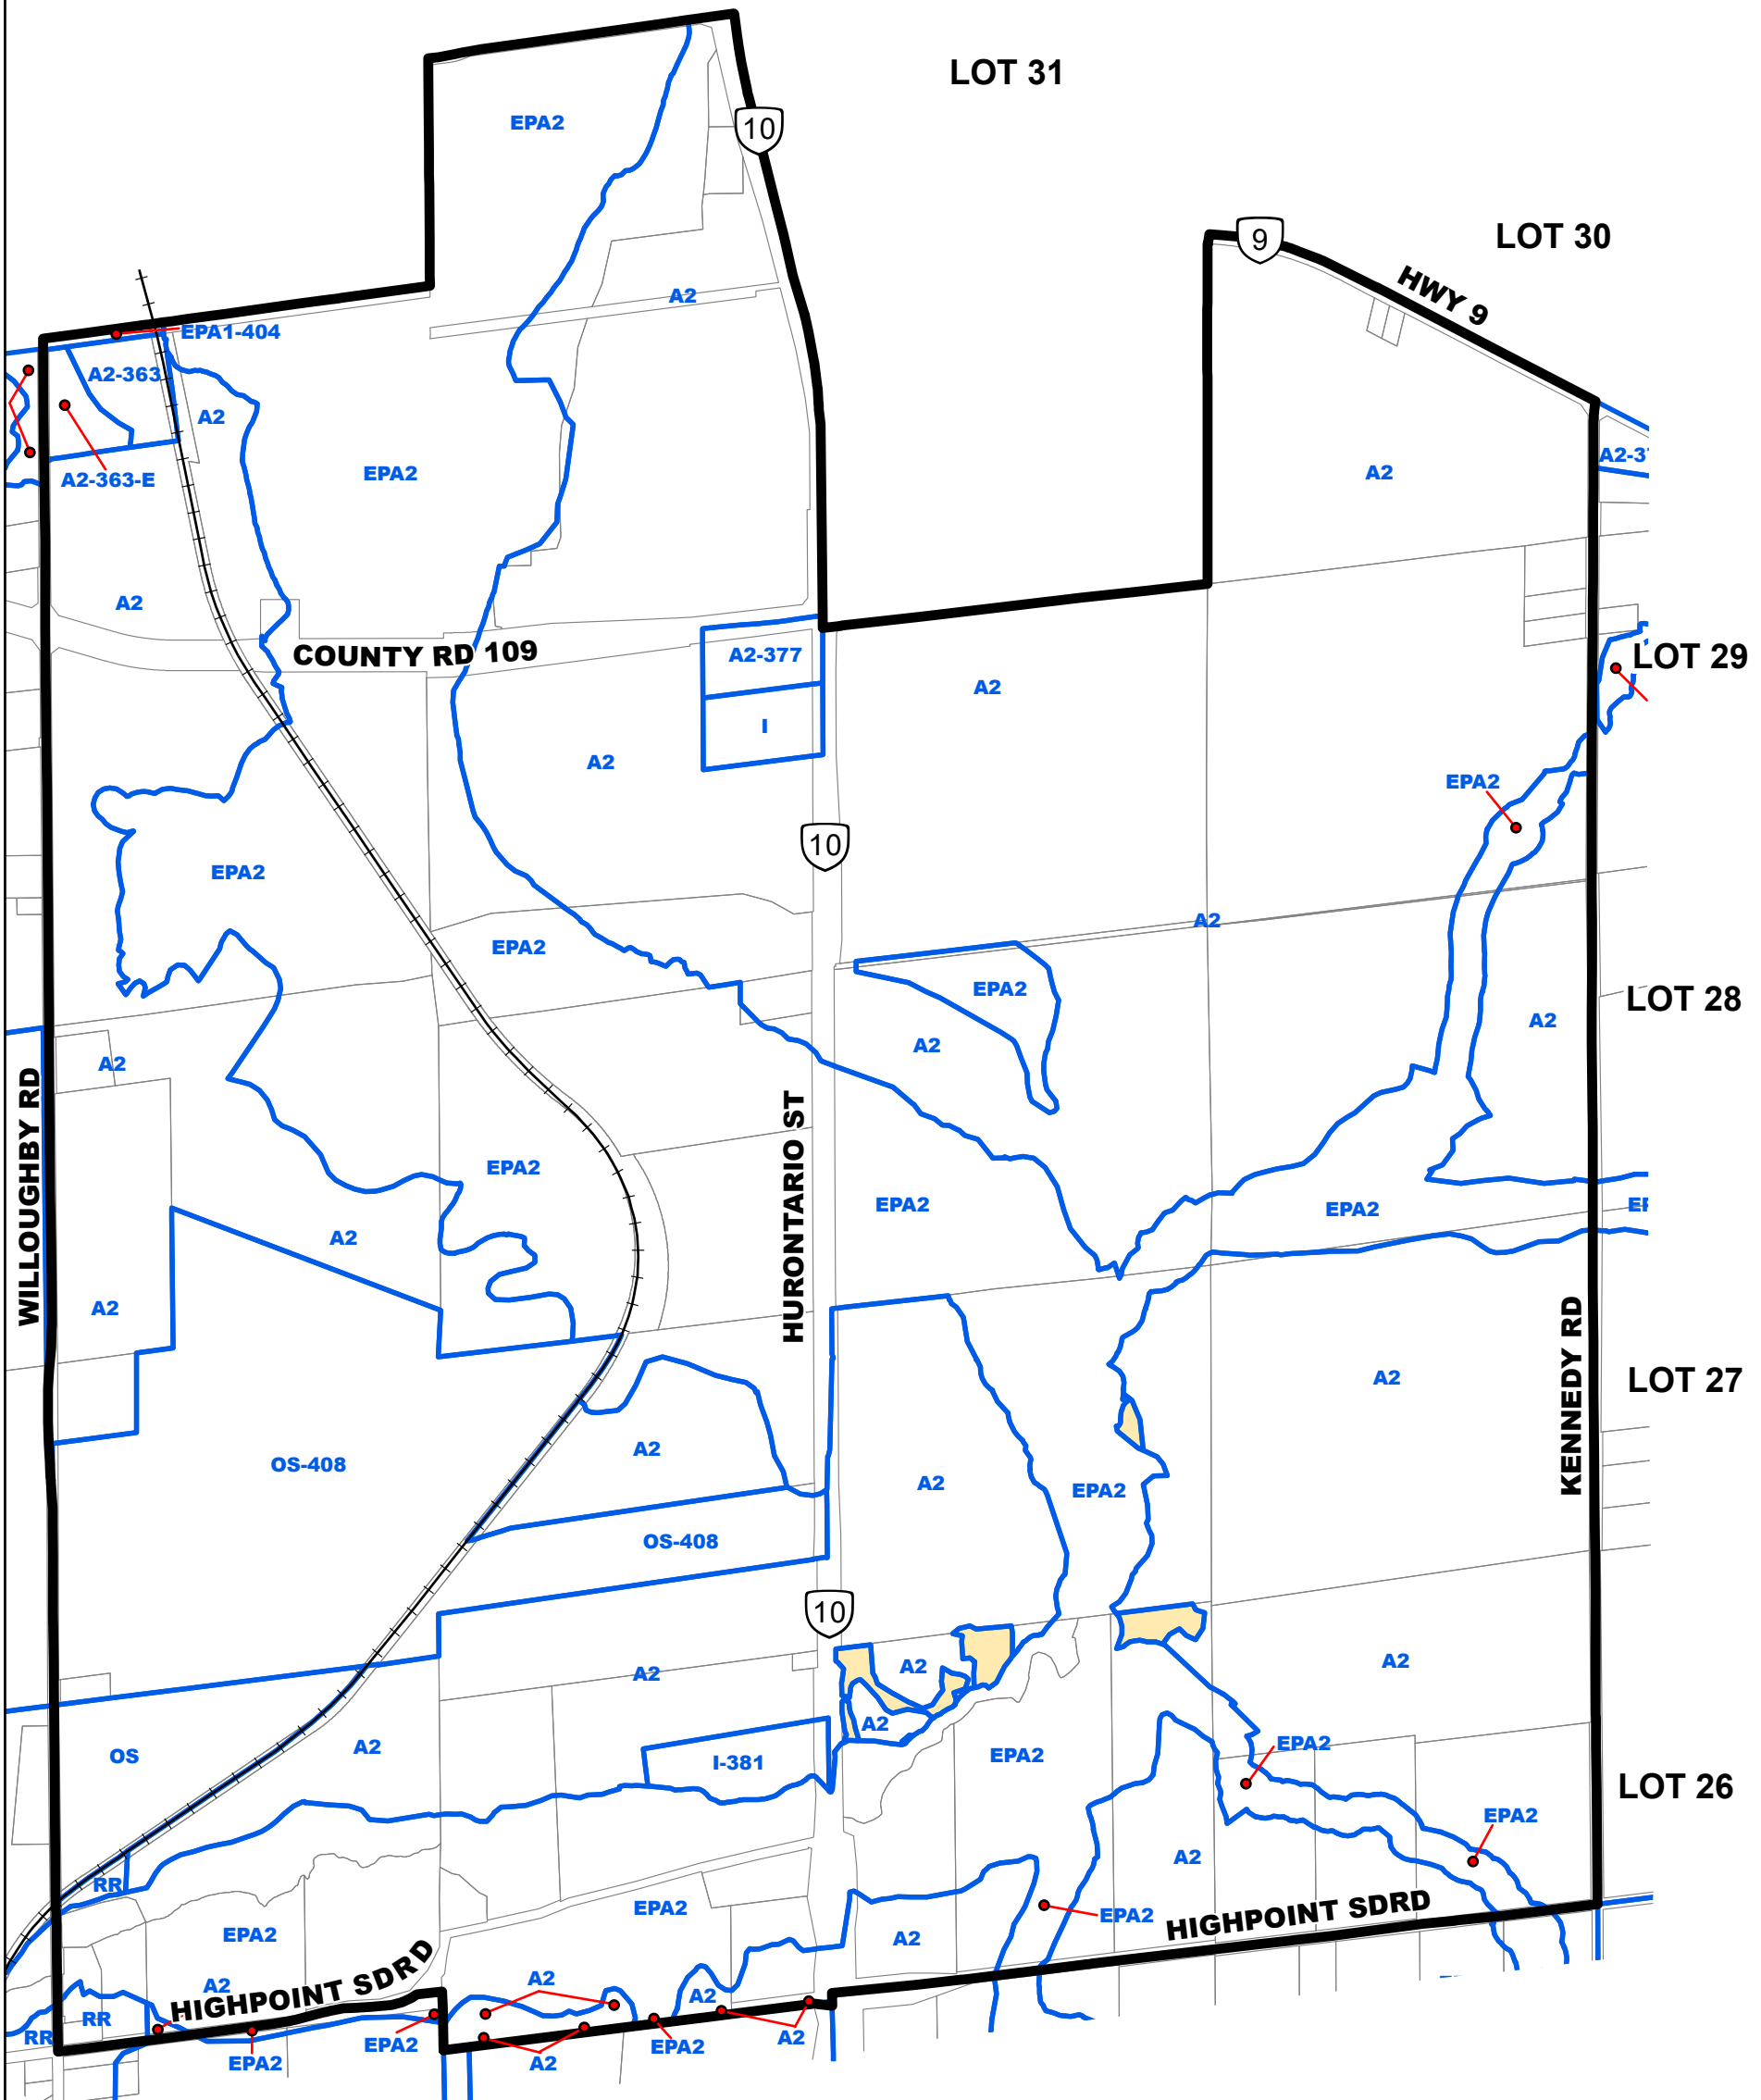 LOT 31
EPA2
10
9
LOT 30
HWY 9
A2
EPA1-404
A2-363
A2
A2-3
EPA2
A2
A2-363-E
A2
COUNTY RD 109
A2-377
LOT 29
A2
I
A2
EPA2
10
EPA2
A2
EPA2
EPA2
LOT 28
A2
A2
A2
WILLOUGHBY RD
HURONTARIO ST
EPA2
EPA2
EPA2
A2
A2
KENNEDY RD
A2
LOT 27
A2
OS-408
A2
EPA2
OS-408
10
A2
A2
A2
A2
EPA2
A2
OS
EPA2
I-381
LOT 26
EPA2
A2
RR
EPA2
EPA2
HIGHPOINT SDRD
EPA2
A2
A2
A2
HIGHPOINT SDRD
A2
RR
RR
EPA2
EPA2
A2
EPA2
A2